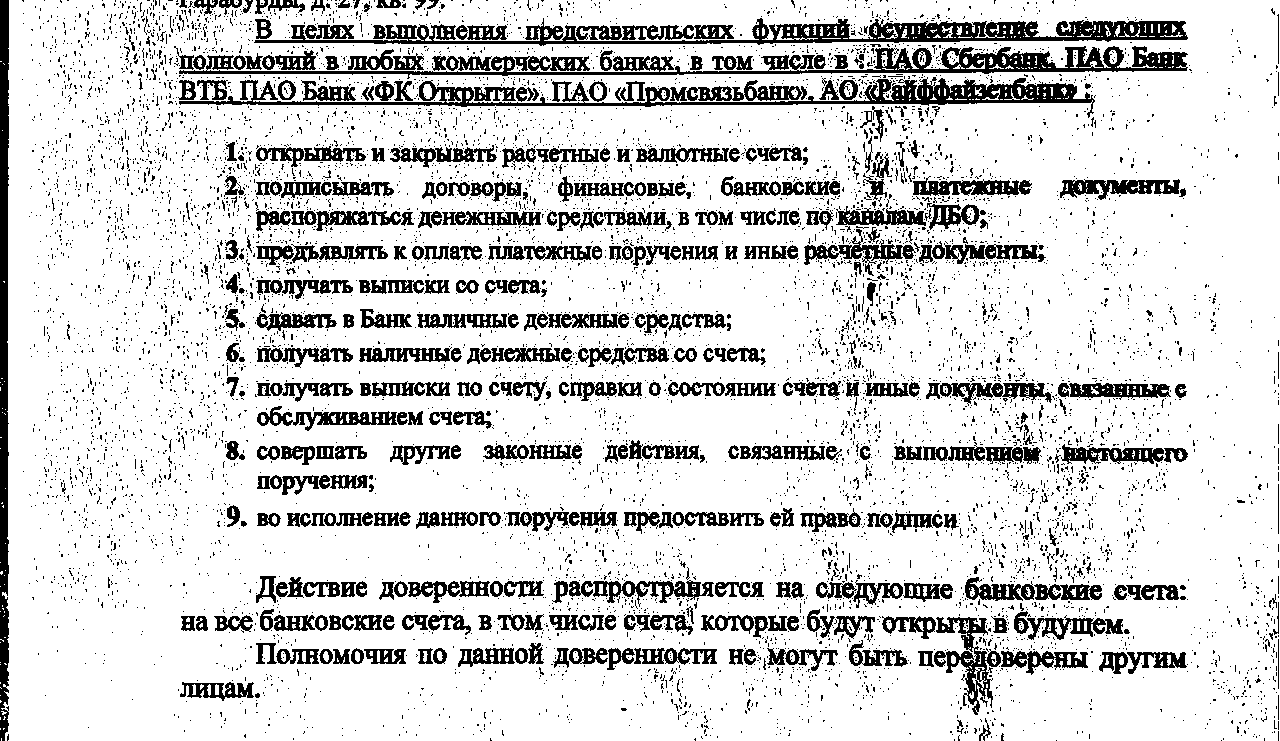 Гарабурды, д. 27, кв. 99.
В целях выполнения представительских функций осуществление следующих
полномочий в любых коммерческих банках, в том числе в : ПАО Сбербанк, ПАО Банк
ВТБ, ПАО Банк «ФК Открытие», ПАО «Промсвязьбанк», АО «Райффайзенбанк» :
1. открывать и закрывать расчетные и валютные счета;
2. подписывать договоры, финансовые, банковские и платежные документы,
распоряжаться денежными средствами, в том числе по каналам ДБО;
3. предъявлять к оплате платежные поручения и иные расчетные документы;
4. получать выписки со счета;
5. сдавать в Банк наличные денежные средства;
6. получать наличные денежные средства со счета;
7. получать выписки по счету, справки о состоянии счета и иные документы, связанные с
обслуживанием счета;
8. совершать другие законные действия, связанные с выполнением настоящего
поручения;
9. во исполнение данного поручения предоставить ей право подписи
Действие доверенности распространяется на следующие банковские счета:
на все банковские счета, в том числе счета, которые будут открыты в будущем.
Полномочия по данной доверенности не могут быть передоверены другим
лицам.